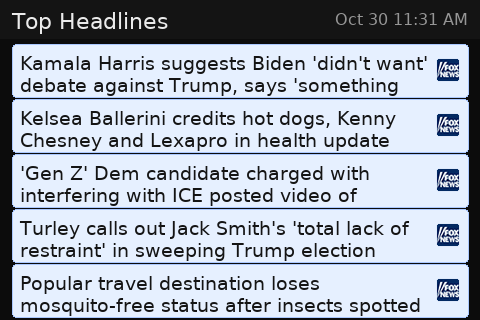 Top Headlines
Oct 30 11:31 AM
Kamala Harris suggests Biden 'didn't want'
debate against Trump, says 'something
FOX NEWS
Kelsea Ballerini credits hot dogs, Kenny
Chesney and Lexapro in health update
FOX NEWS
'Gen Z' Dem candidate charged with
interfering with ICE posted video of
FOX NEWS
Turley calls out Jack Smith's 'total lack of
restraint' in sweeping Trump election
FOX NEWS
Popular travel destination loses
mosquito-free status after insects spotted
FOX NEWS